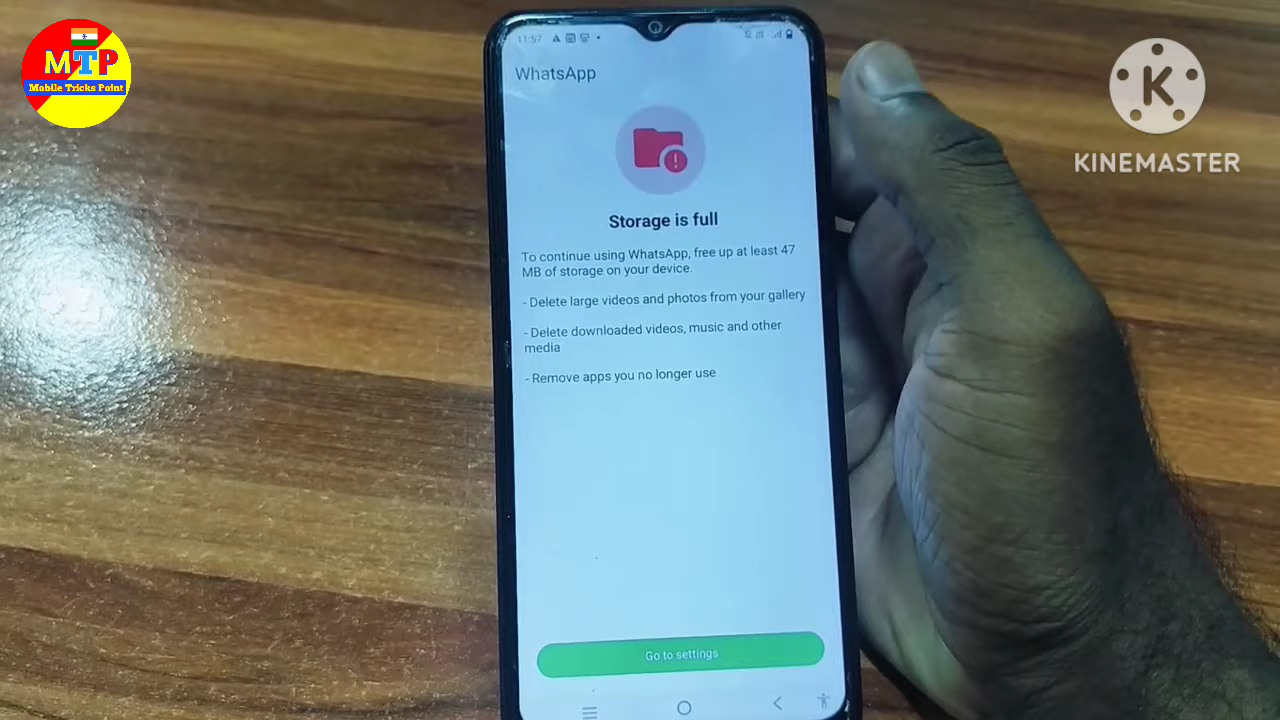 MTP
Mobile Tricks Point
K
KINEMASTER
11:57
WhatsApp
Storage is full
To continue using WhatsApp, free up at least 47
MB of storage on your device.
- Delete large videos and photos from your gallery
- Delete downloaded videos, music and other
media
- Remove apps you no longer use
Go to settings